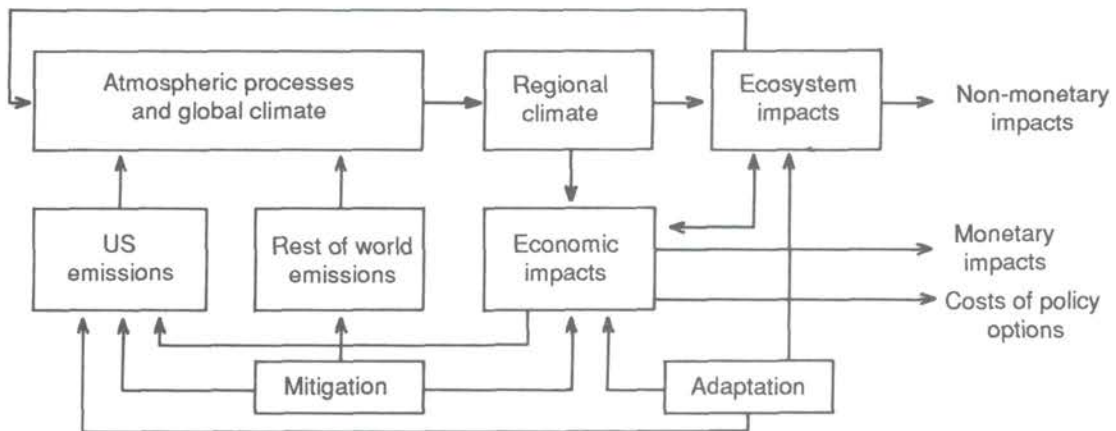 Atmospheric processes
and global climate
Regional
climate
Ecosystem
impacts
Non-monetary
impacts
US
emissions
Rest of world
emissions
Economic
impacts
Monetary
impacts
Costs of policy
options
Mitigation
Adaptation